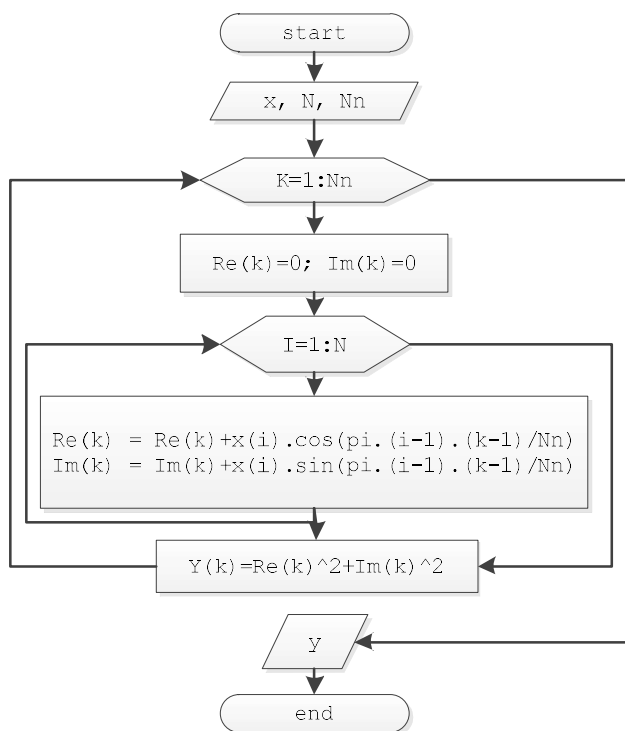 start
x, N, Nn
K=1:Nn
Re(k)=0; Im(k)=0
I=1:N
Re(k) = Re(k)+x(i).cos(pi.(i-1).(k-1)/Nn)
Im(k) = Im(k)+x(i).sin(pi.(i-1).(k-1)/Nn)
Y(k)=Re(k)^2+Im(k)^2
y
end